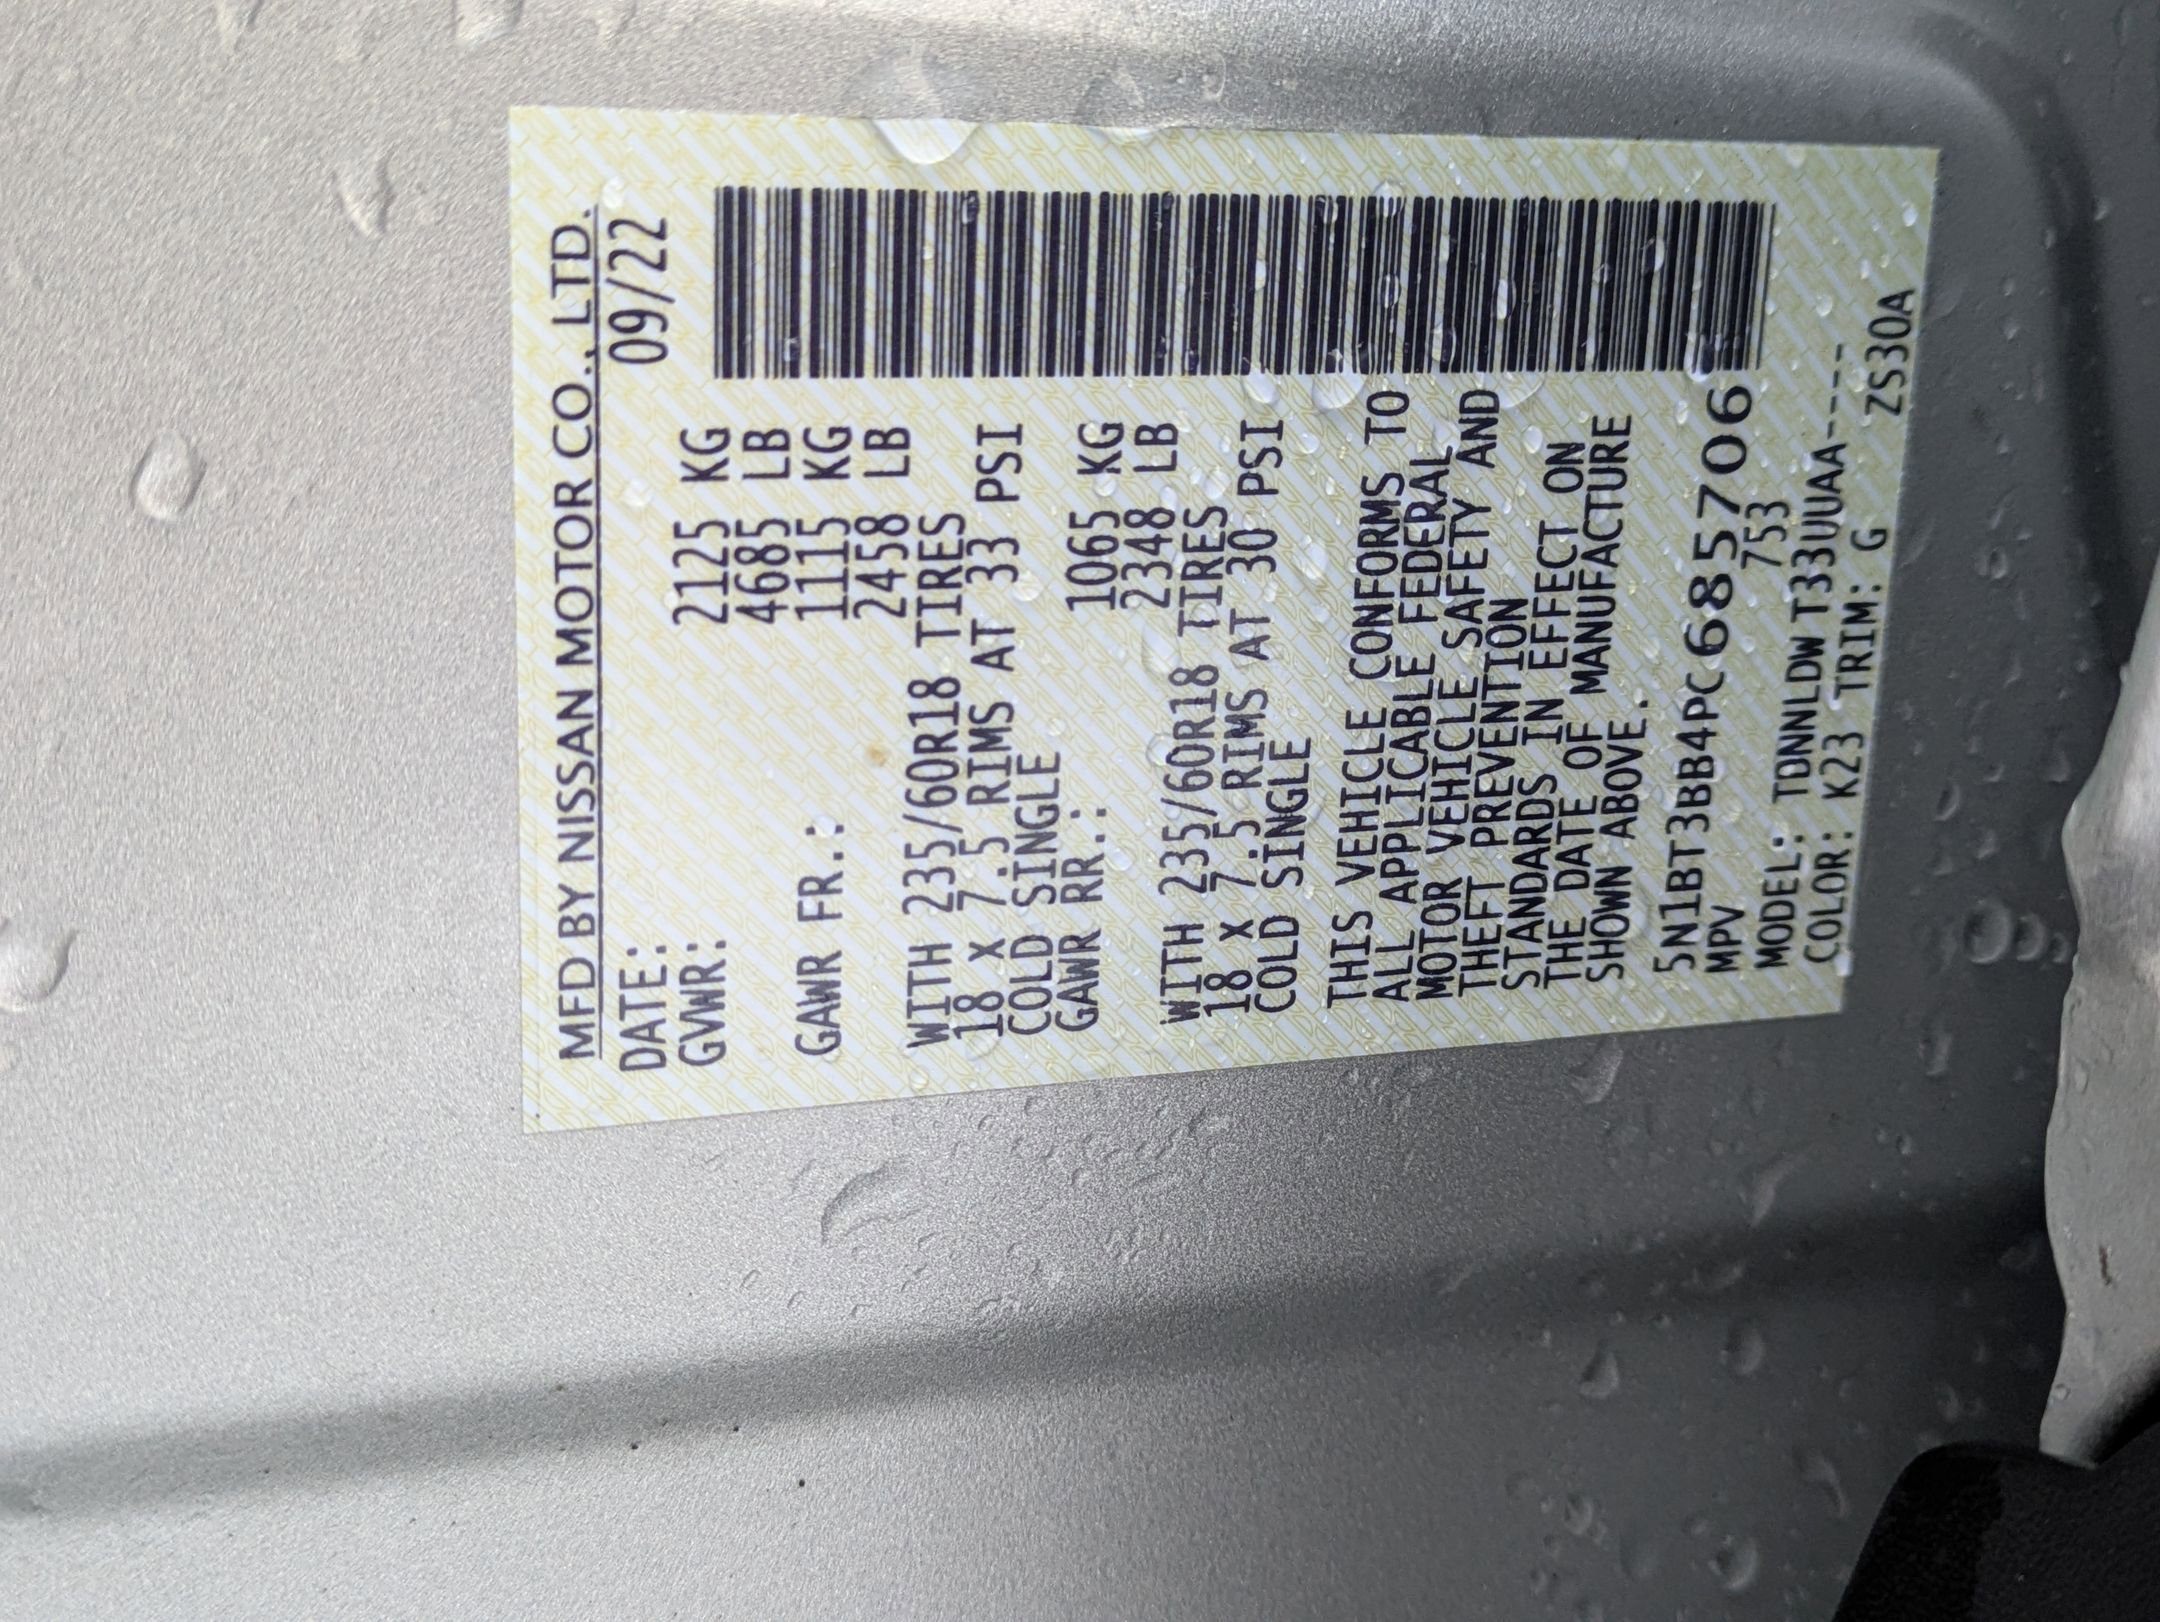 MFD BY NISSAN MOTOR CO., LTD.
DATE: 09/22
GVWR: 2125 KG
4685 LB
GAWR FR.: 1115 KG
2458 LB
WITH 235/60R18 TIRES
18 X 7.5 RIMS AT 33 PSI
COLD SINGLE
GAWR RR.: 1065 KG
2348 LB
WITH 235/60R18 TIRES
18 X 7.5 RIMS AT 30 PSI
COLD SINGLE
THIS VEHICLE CONFORMS TO
ALL APPLICABLE FEDERAL
MOTOR VEHICLE SAFETY AND
THEFT PREVENTION
STANDARDS IN EFFECT ON
THE DATE OF MANUFACTURE
SHOWN ABOVE.
5N1BT3BB4PC685706
MPV 753
MODEL: TDNNLDW T33UUAA----
COLOR: K23 TRIM: G ZS30A